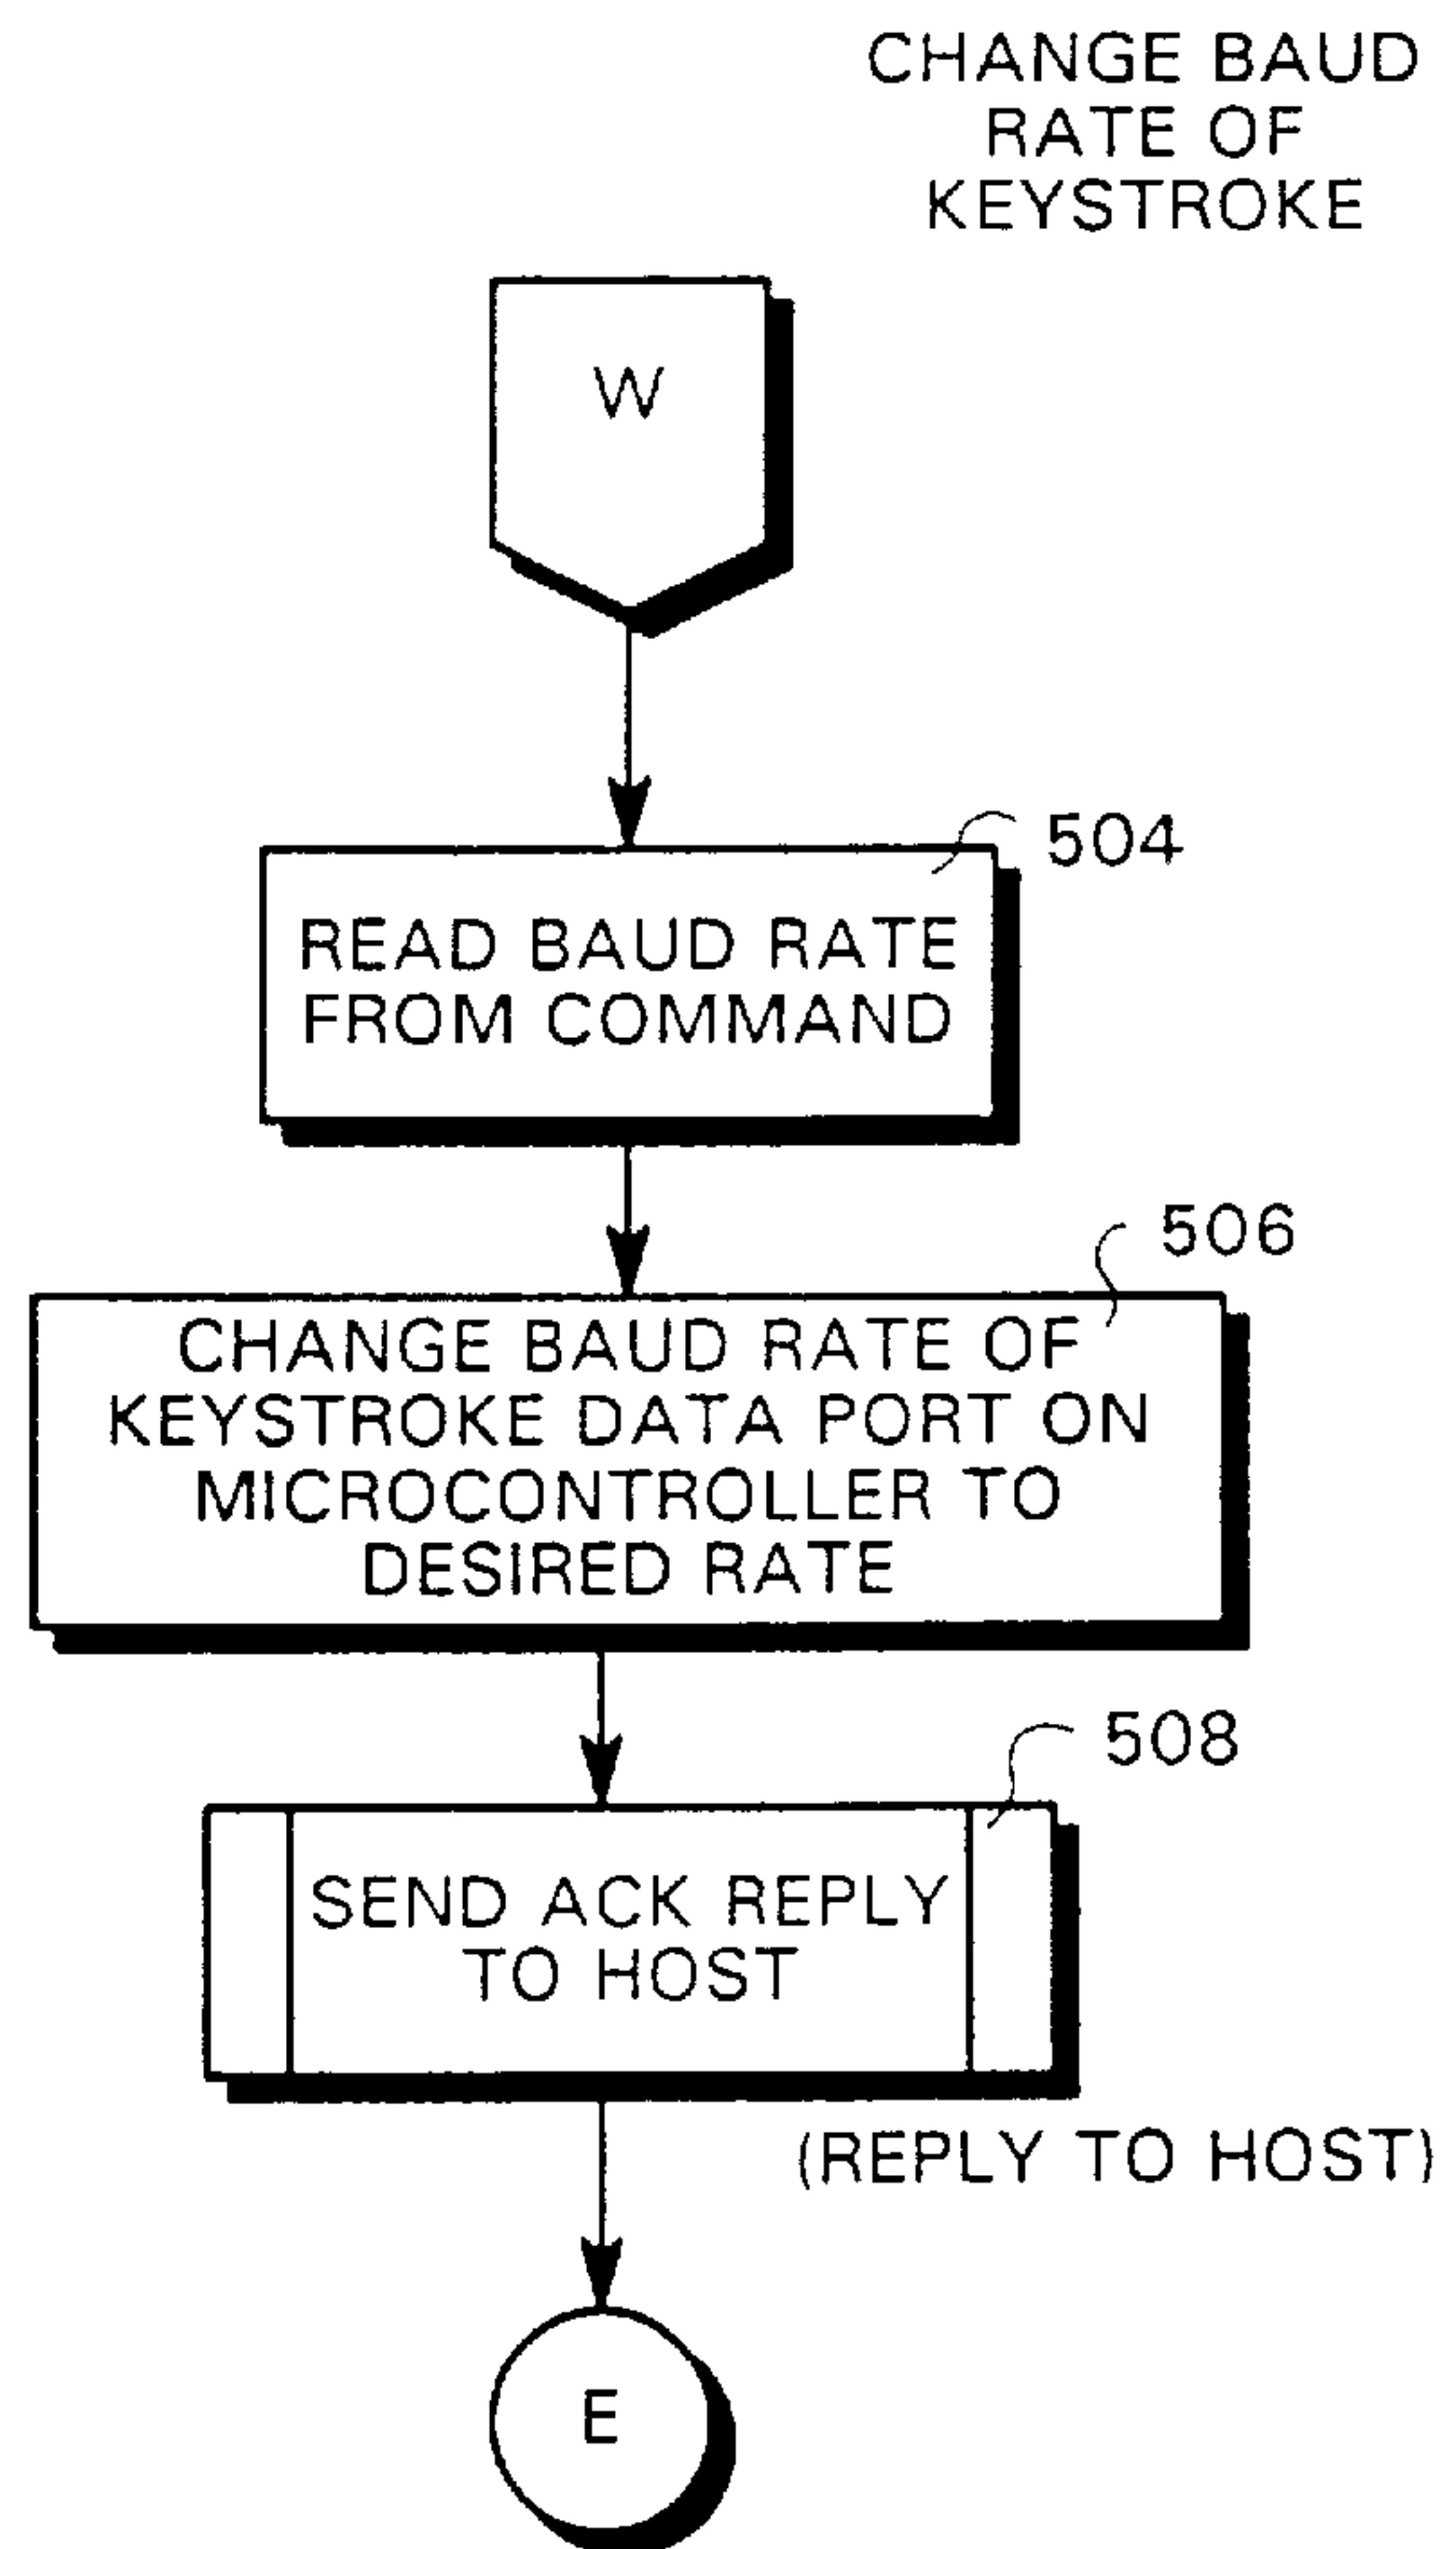 CHANGE BAUD
RATE OF
KEYSTROKE
W
504
READ BAUD RATE
FROM COMMAND
506
CHANGE BAUD RATE OF
KEYSTROKE DATA PORT ON
MICROCONTROLLER TO
DESIRED RATE
508
SEND ACK REPLY
TO HOST
(REPLY TO HOST)
E